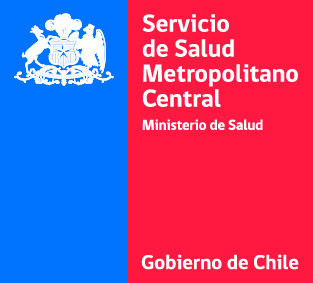 Servicio
de Salud
Metropolitano
Central
Ministerio de Salud
Gobierno de Chile